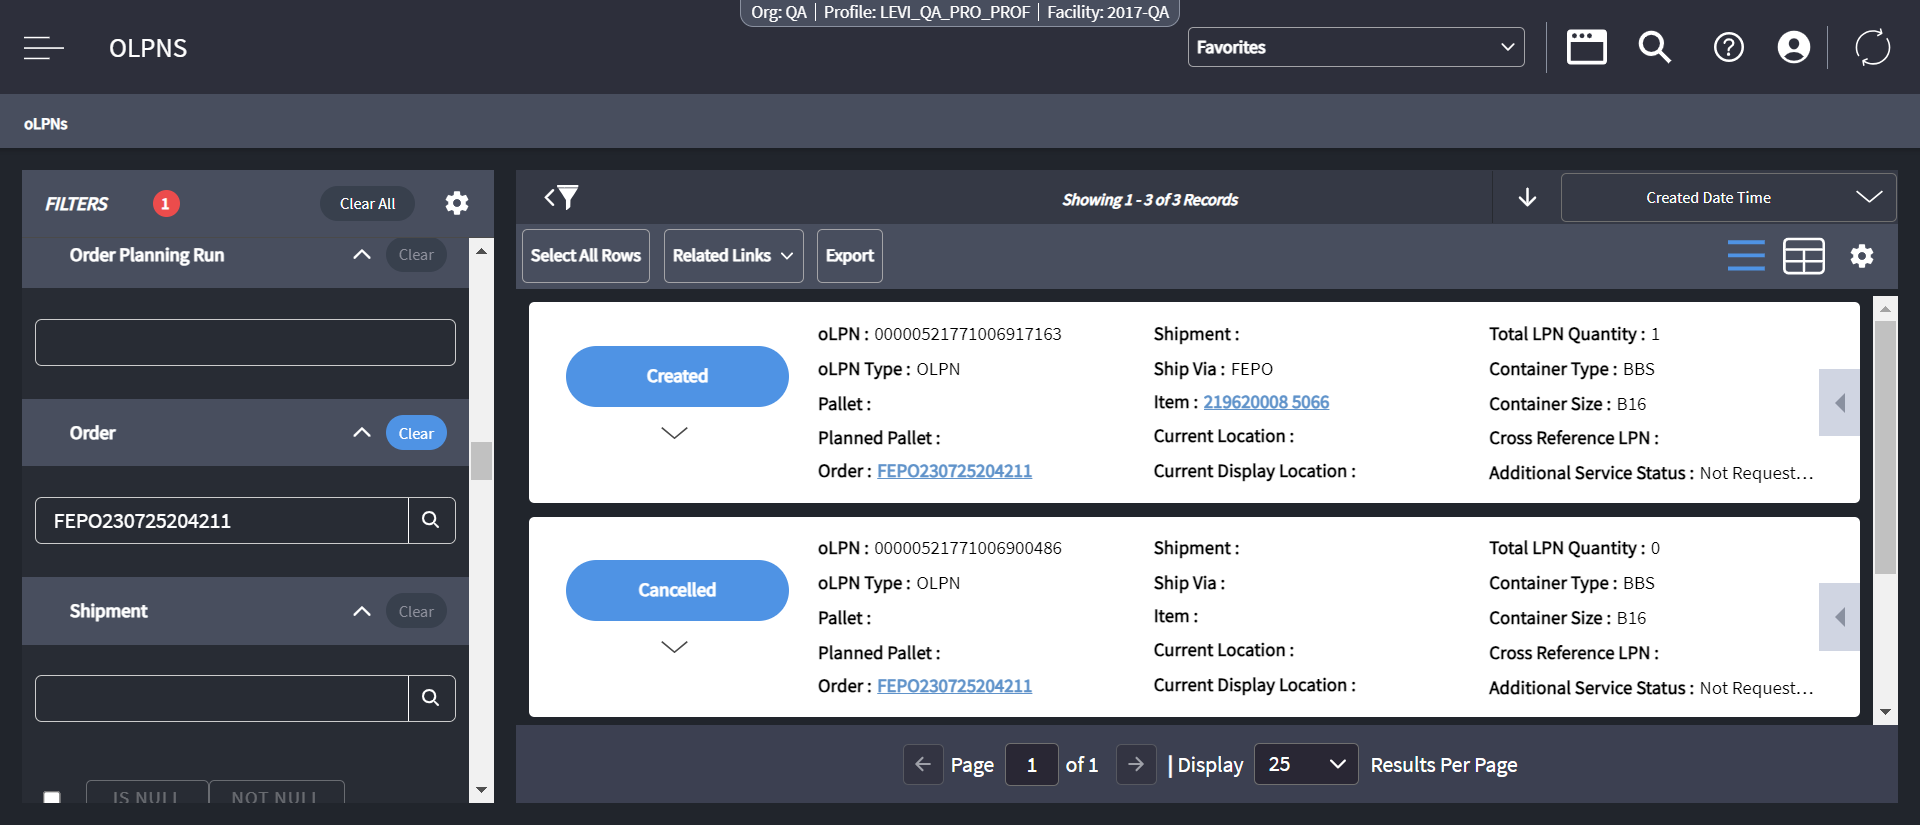 Org: QA | Profile: LEVI_QA_PRO_PROF | Facility: 2017-QA
OLPNS
Favorites
oLPNs
FILTERS 1 Clear All
Order Planning Run Clear
Order Clear
FEPO230725204211
Shipment Clear
IS NULL NOT NULL
Showing 1 - 3 of 3 Records
Created Date Time
Select All Rows Related Links Export
Created
oLPN : 00000521771006917163
oLPN Type : OLPN
Pallet :
Planned Pallet :
Order : FEPO230725204211
Shipment :
Ship Via : FEPO
Item : 219620008 5066
Current Location :
Current Display Location :
Total LPN Quantity : 1
Container Type : BBS
Container Size : B16
Cross Reference LPN :
Additional Service Status : Not Request...
Cancelled
oLPN : 00000521771006900486
oLPN Type : OLPN
Pallet :
Planned Pallet :
Order : FEPO230725204211
Shipment :
Ship Via :
Item :
Current Location :
Current Display Location :
Total LPN Quantity : 0
Container Type : BBS
Container Size : B16
Cross Reference LPN :
Additional Service Status : Not Request...
Page 1 of 1 | Display 25 Results Per Page